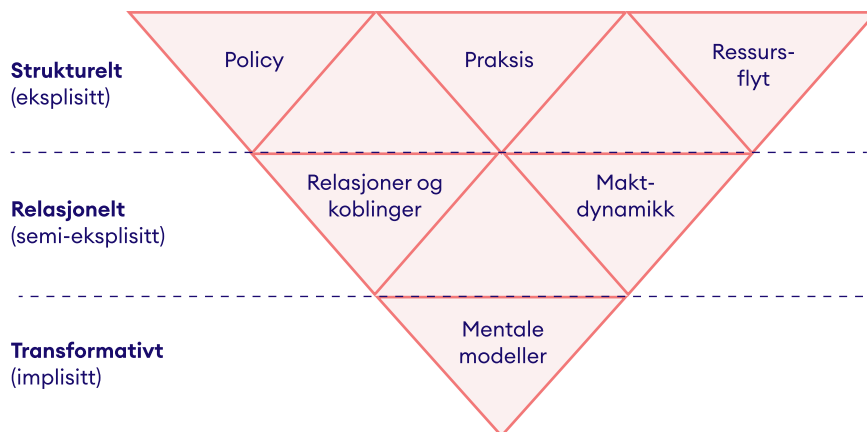 Strukturelt
(eksplisitt)
Policy
Praksis
Ressurs-
flyt
Relasjonelt
(semi-eksplisitt)
Relasjoner og
koblinger
Makt-
dynamikk
Transformativt
(implisitt)
Mentale
modeller